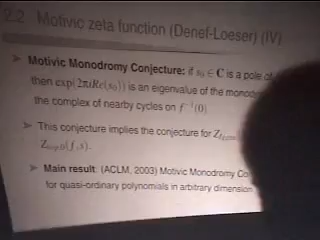 2.2 Motivic zeta function (Denef-Loeser) (IV)
Motivic Monodromy Conjecture: if s₀ ∈ C is a pole of
then exp(2πiRe(s₀)) is an eigenvalue of the
the complex of nearby cycles on f⁻¹(0)
This conjecture implies the conjecture for
Main result: (ACLM, 2003) Motivic Monodromy
for quasi-ordinary polynomials in arbitrary dimension